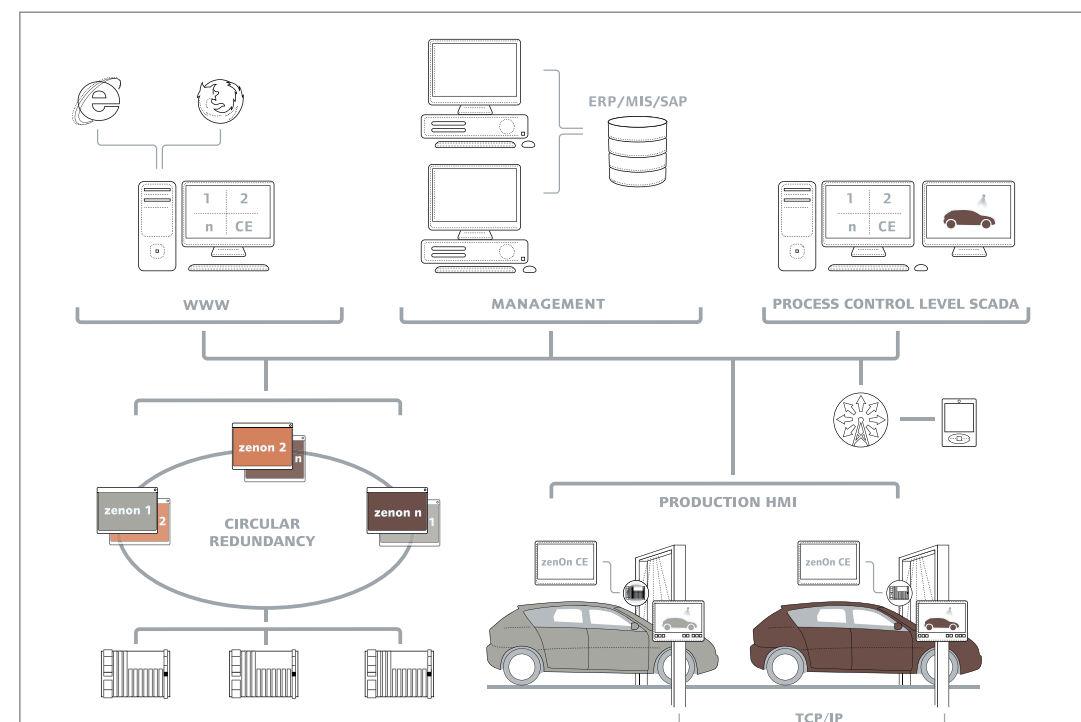 ERP/MIS/SAP
1 2
n CE
1 2
n CE
WWW
MANAGEMENT
PROCESS CONTROL LEVEL SCADA
zenon 2
n
zenon 1
2
zenon n
1
CIRCULAR
REDUNDANCY
PRODUCTION HMI
zenOn CE
zenOn CE
TCP/IP